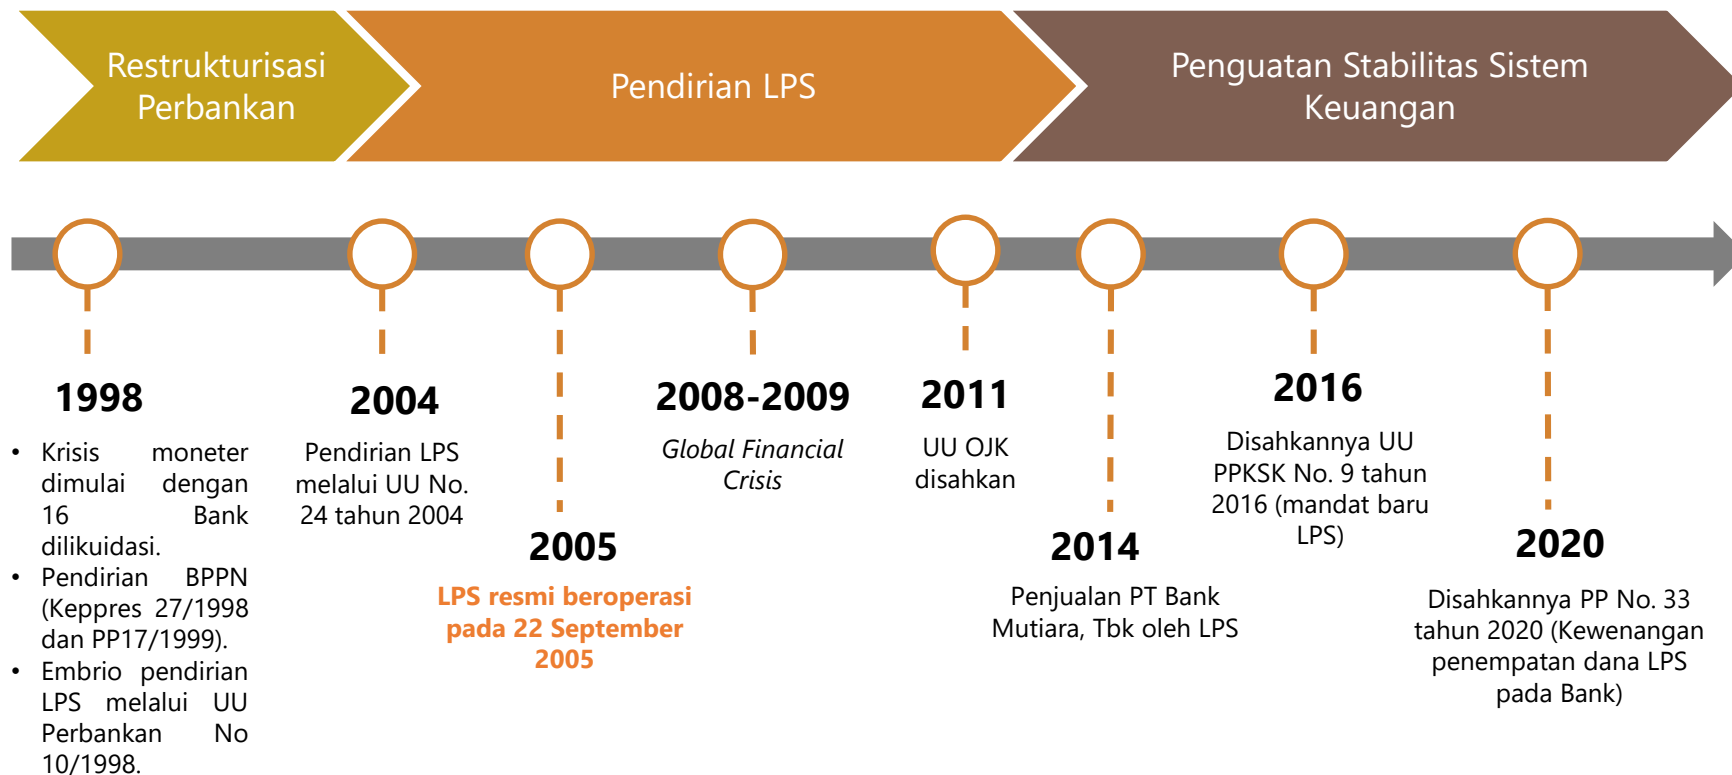 Restrukturisasi
Perbankan
Pendirian LPS
Penguatan Stabilitas Sistem
Keuangan
1998
• Krisis moneter
dimulai dengan
16 Bank
dilikuidasi.
• Pendirian BPPN
(Keppres 27/1998
dan PP17/1999).
• Embrio pendirian
LPS melalui UU
Perbankan No
10/1998.
2004
Pendirian LPS
melalui UU No.
24 tahun 2004
2005
LPS resmi beroperasi
pada 22 September
2005
2008-2009
Global Financial
Crisis
2011
UU OJK
disahkan
2014
Penjualan PT Bank
Mutiara, Tbk oleh LPS
2016
Disahkannya UU
PPKSK No. 9 tahun
2016 (mandat baru
LPS)
2020
Disahkannya PP No. 33
tahun 2020 (Kewenangan
penempatan dana LPS
pada Bank)